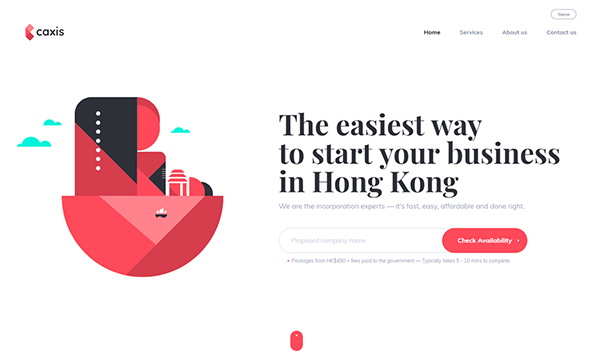 caxis
Home Services About us Contact us
The easiest way
to start your business
in Hong Kong
We are the incorporation experts — it's fast, easy, affordable and done right.
Proposed company name
Check Availability ›
Packages from HK$490 + fees paid to the government — Typically takes 5 - 10 mins to complete